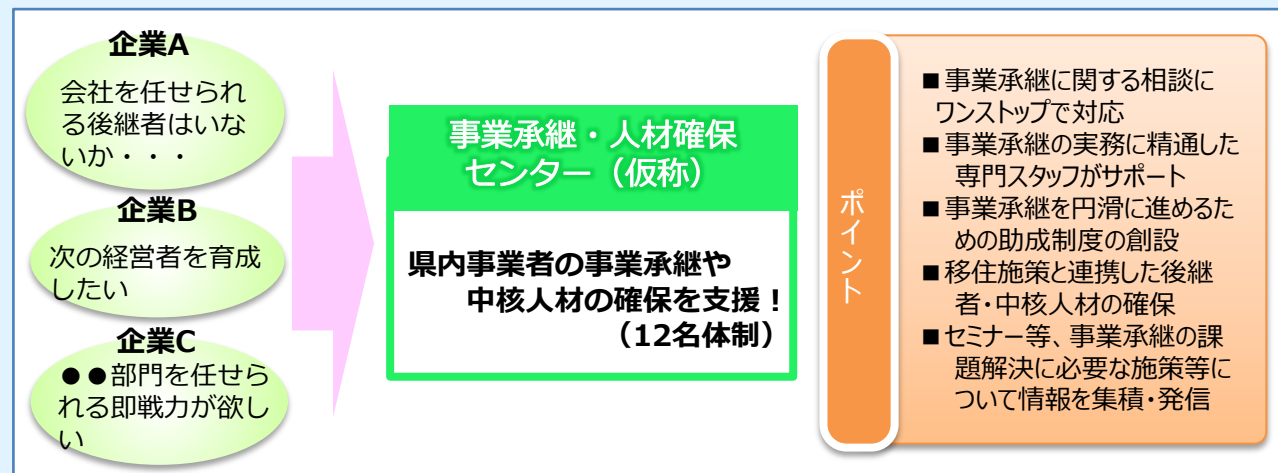 企業A
会社を任せられ
る後継者はいな
いか・・・
企業B
次の経営者を育成
したい
企業C
●●部門を任せら
れる即戦力が欲し
い
事業承継・人材確保
センター（仮称）
県内事業者の事業承継や
中核人材の確保を支援！
（12名体制）
ポイント
■事業承継に関する相談に
ワンストップで対応
■事業承継の実務に精通した
専門スタッフがサポート
■事業承継を円滑に進めるた
めの助成制度の創設
■移住施策と連携した後継
者・中核人材の確保
■セミナー等、事業承継の課
題解決に必要な施策等に
ついて情報を集積・発信